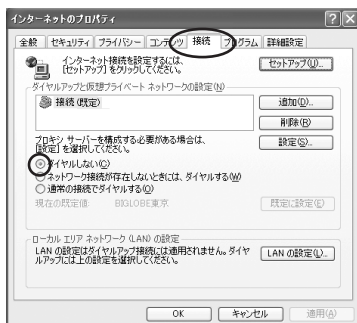 インターネットのプロパティ
全般 セキュリティ プライバシー コンテンツ 接続 プログラム 詳細設定
インターネット接続を設定するには、
[セットアップ] をクリックしてください。
セットアップ(U)...
ダイヤルアップと仮想プライベート ネットワークの設定(N)
接続 (既定)
追加(D)...
削除(R)
プロキシ サーバーを構成する必要がある場合は、
[設定] を選択してください。
設定(S)...
ダイヤルしない(C)
ネットワーク接続が存在しないときには、ダイヤルする(W)
通常の接続でダイヤルする(O)
現在の既定値: BIGLOBE東京
既定に設定(E)
ローカル エリア ネットワーク (LAN) の設定
LAN の設定はダイヤルアップ接続には適用されません。ダイヤ
ルアップには上の設定を選択してください。
LAN の設定(L)...
OK キャンセル 適用(A)